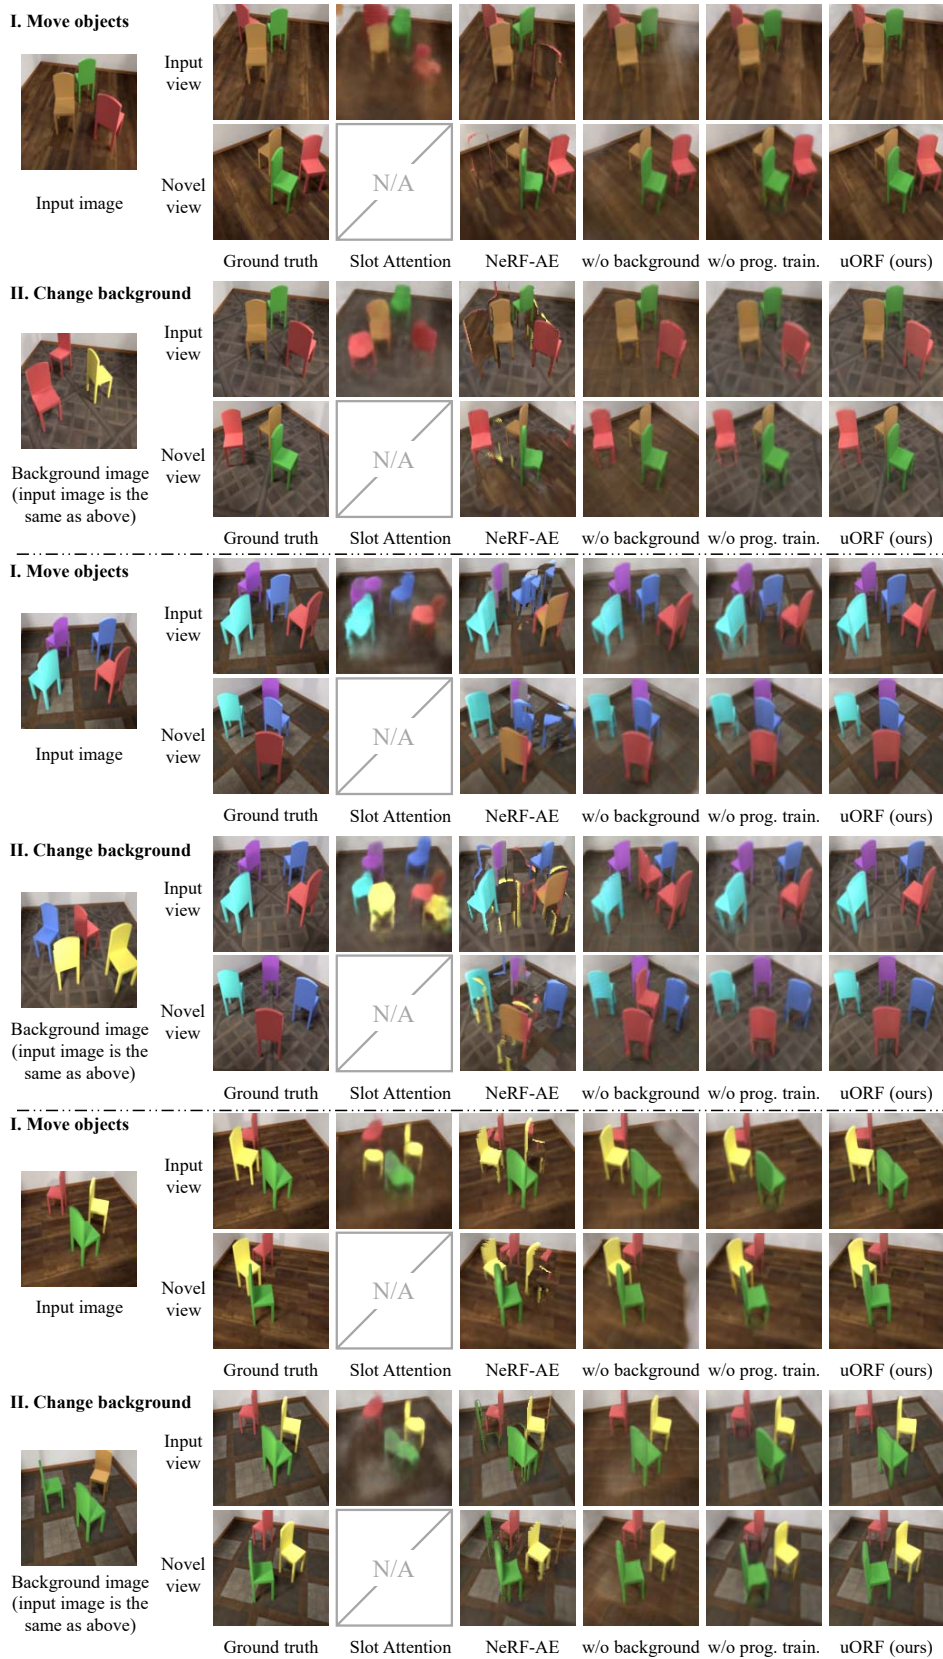 I. Move objects
Input
view
Input image
Novel
view
N/A
Ground truth Slot Attention NeRF-AE w/o background w/o prog. train. uORF (ours)
II. Change background
Input
view
Background image
(input image is the
same as above)
Novel
view
N/A
Ground truth Slot Attention NeRF-AE w/o background w/o prog. train. uORF (ours)
I. Move objects
Input
view
Input image
Novel
view
N/A
Ground truth Slot Attention NeRF-AE w/o background w/o prog. train. uORF (ours)
II. Change background
Input
view
Background image
(input image is the
same as above)
Novel
view
N/A
Ground truth Slot Attention NeRF-AE w/o background w/o prog. train. uORF (ours)
I. Move objects
Input
view
Input image
Novel
view
N/A
Ground truth Slot Attention NeRF-AE w/o background w/o prog. train. uORF (ours)
II. Change background
Input
view
Background image
(input image is the
same as above)
Novel
view
N/A
Ground truth Slot Attention NeRF-AE w/o background w/o prog. train. uORF (ours)